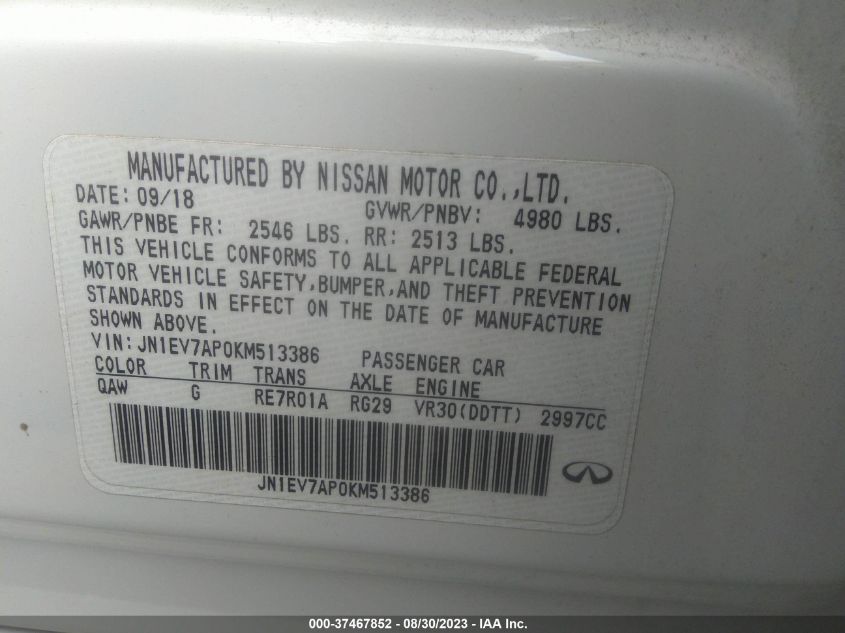 MANUFACTURED BY NISSAN MOTOR CO.,LTD.
DATE: 09/18 GVWR/PNBV: 4980 LBS.
GAWR/PNBE FR: 2546 LBS. RR: 2513 LBS.
THIS VEHICLE CONFORMS TO ALL APPLICABLE FEDERAL
MOTOR VEHICLE SAFETY,BUMPER,AND THEFT PREVENTION
STANDARDS IN EFFECT ON THE DATE OF MANUFACTURE
SHOWN ABOVE.
VIN: JN1EV7AP0KM513386 PASSENGER CAR
COLOR TRIM TRANS AXLE ENGINE
QAW G RE7R01A RG29 VR30(DDTT) 2997CC
JN1EV7AP0KM513386
000-37467852 / 08/30/2023 - IAA Inc.